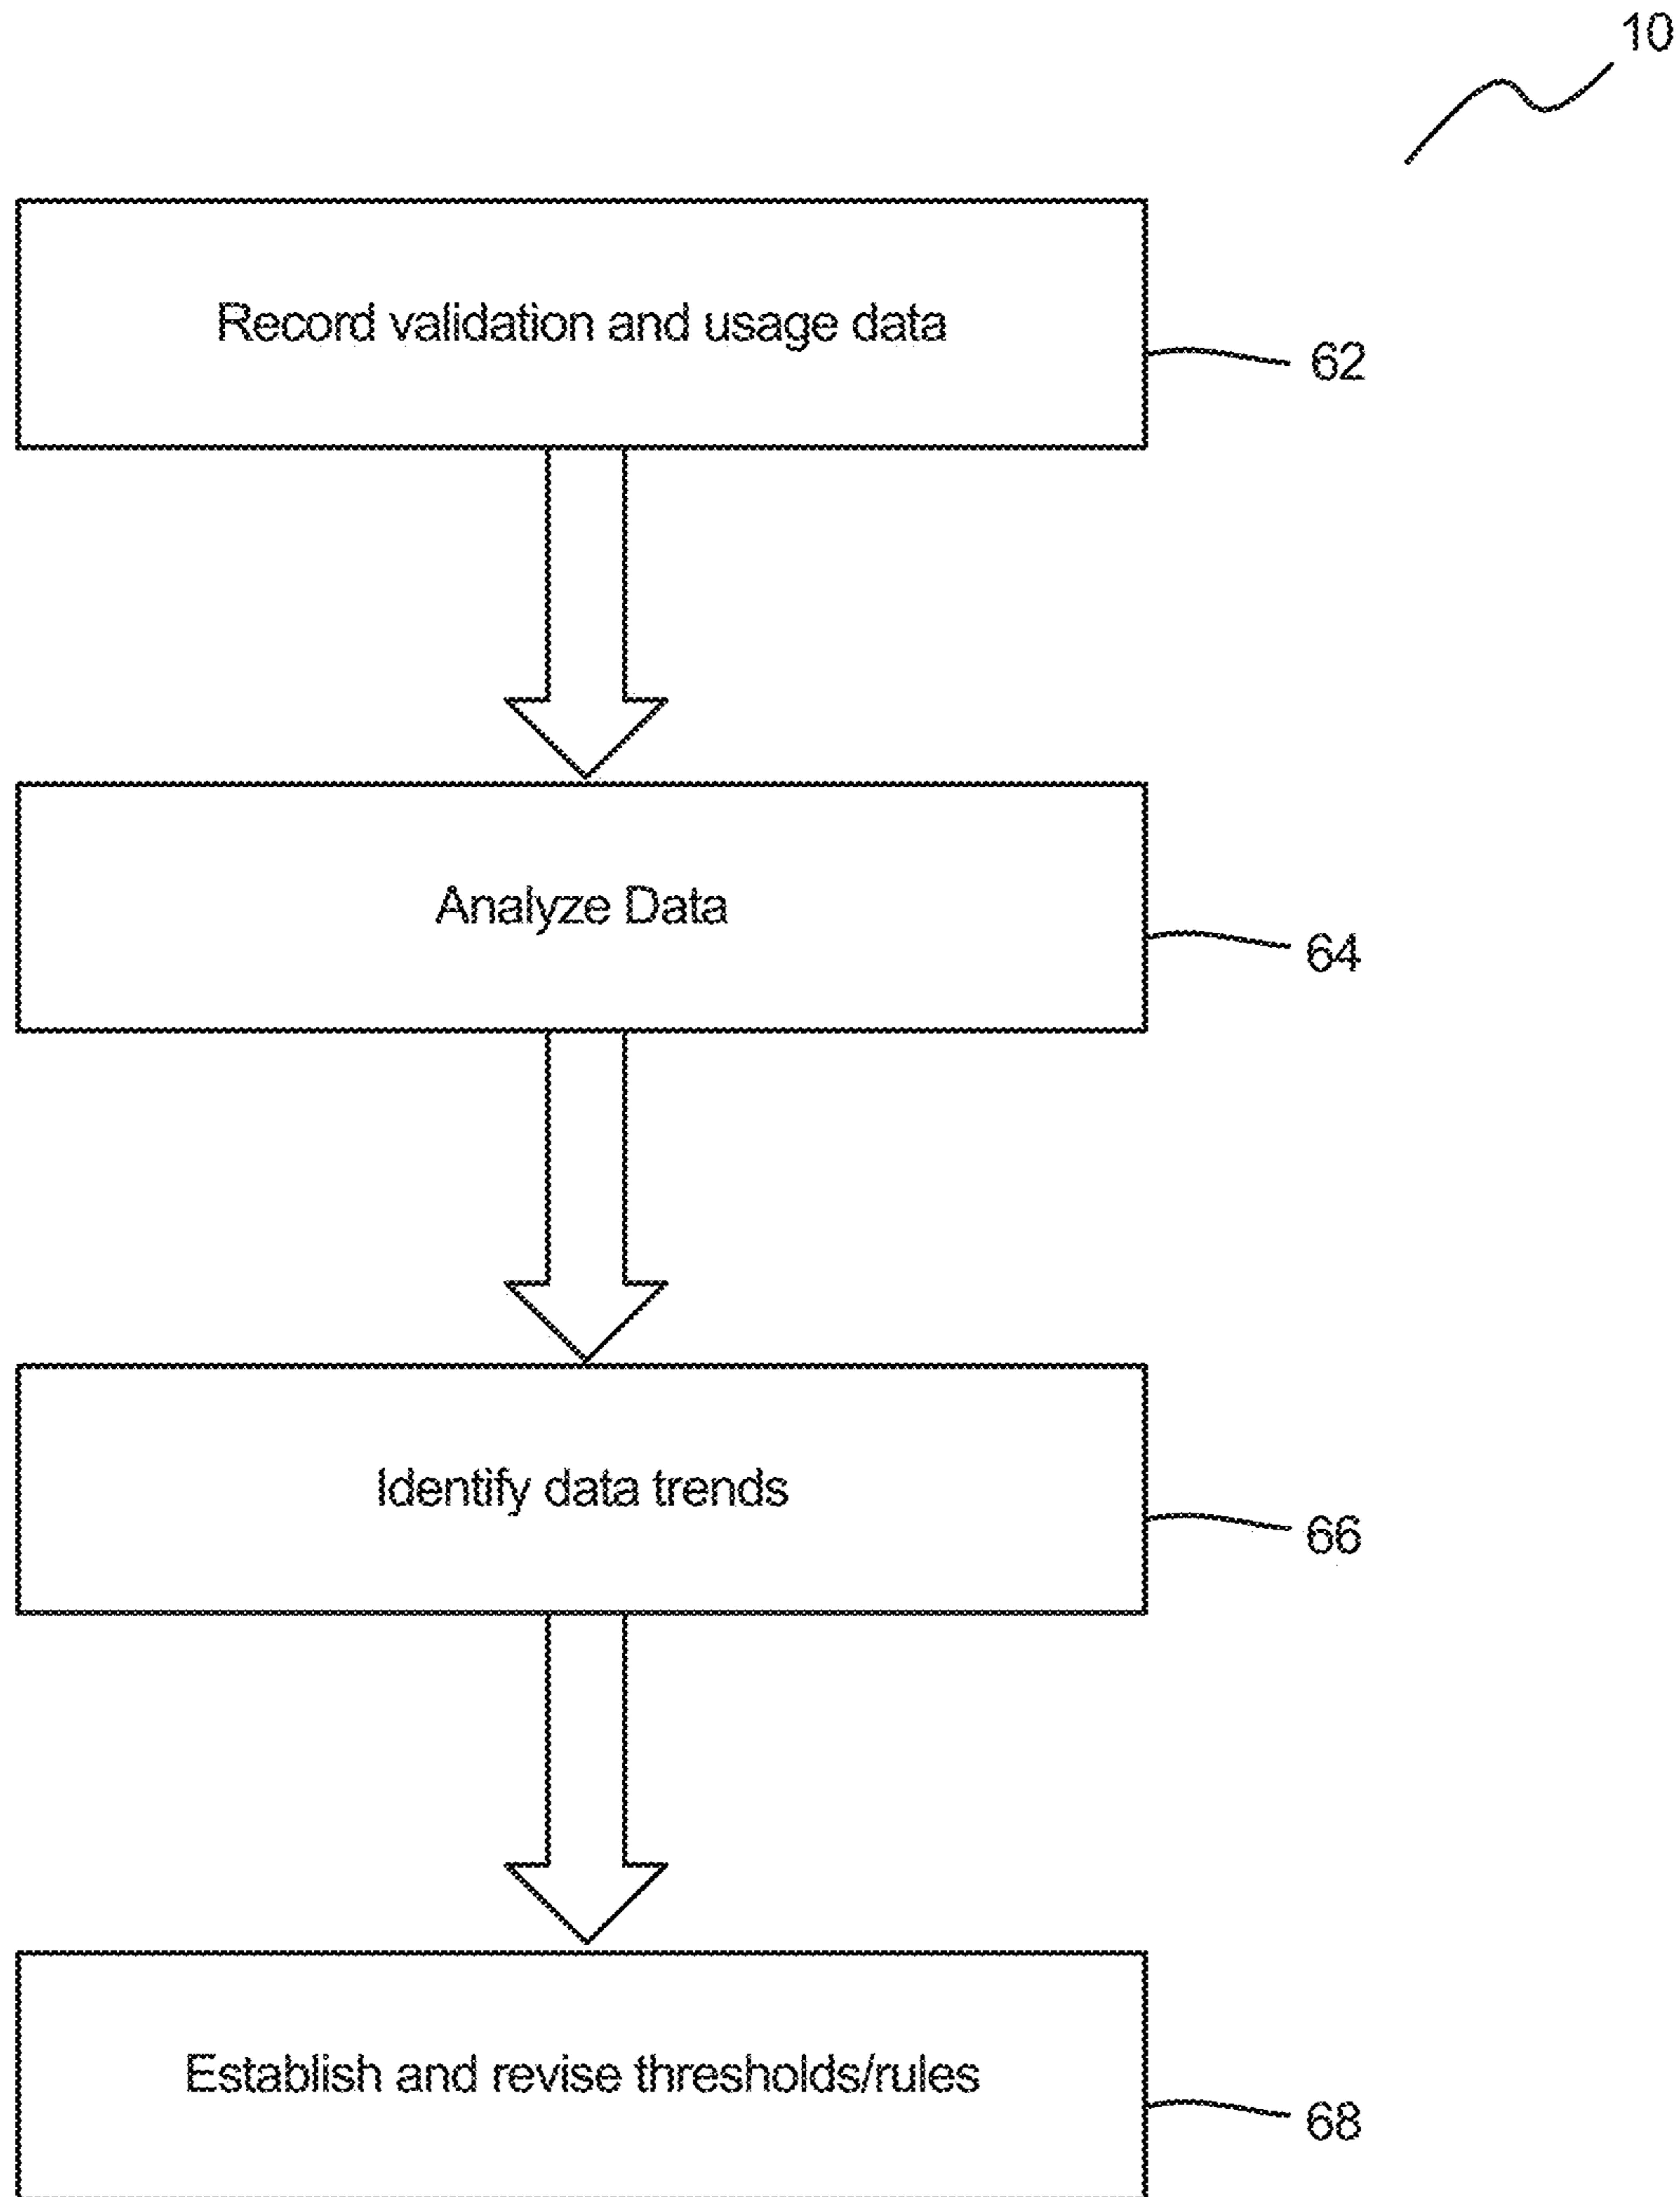 10
Record validation and usage data
62
Analyze Data
64
Identify data trends
66
Establish and revise thresholds/rules
68